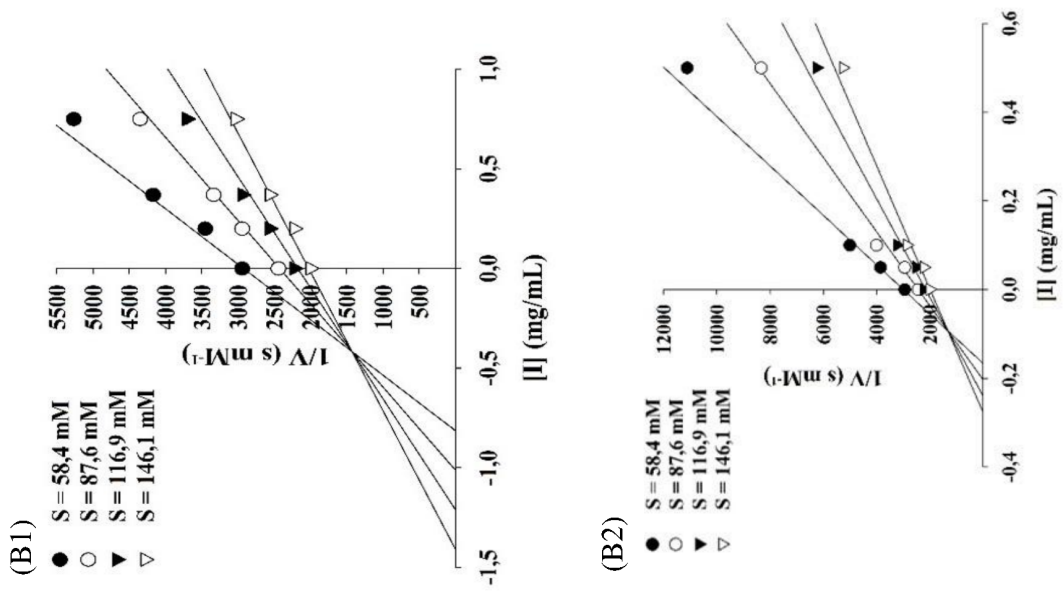 (B1)
S = 58,4 mM
S = 87,6 mM
S = 116,9 mM
S = 146,1 mM
1/V (s mM⁻¹)
5500
5000
4500
4000
3500
3000
2500
2000
1500
1000
500
-1,5
-1,0
-0,5
0,0
0,5
1,0
[I] (mg/mL)
(B2)
S = 58,4 mM
S = 87,6 mM
S = 116,9 mM
S = 146,1 mM
1/V (s mM⁻¹)
12000
10000
8000
6000
4000
2000
-0,4
-0,2
0,0
0,2
0,4
0,6
[I] (mg/mL)